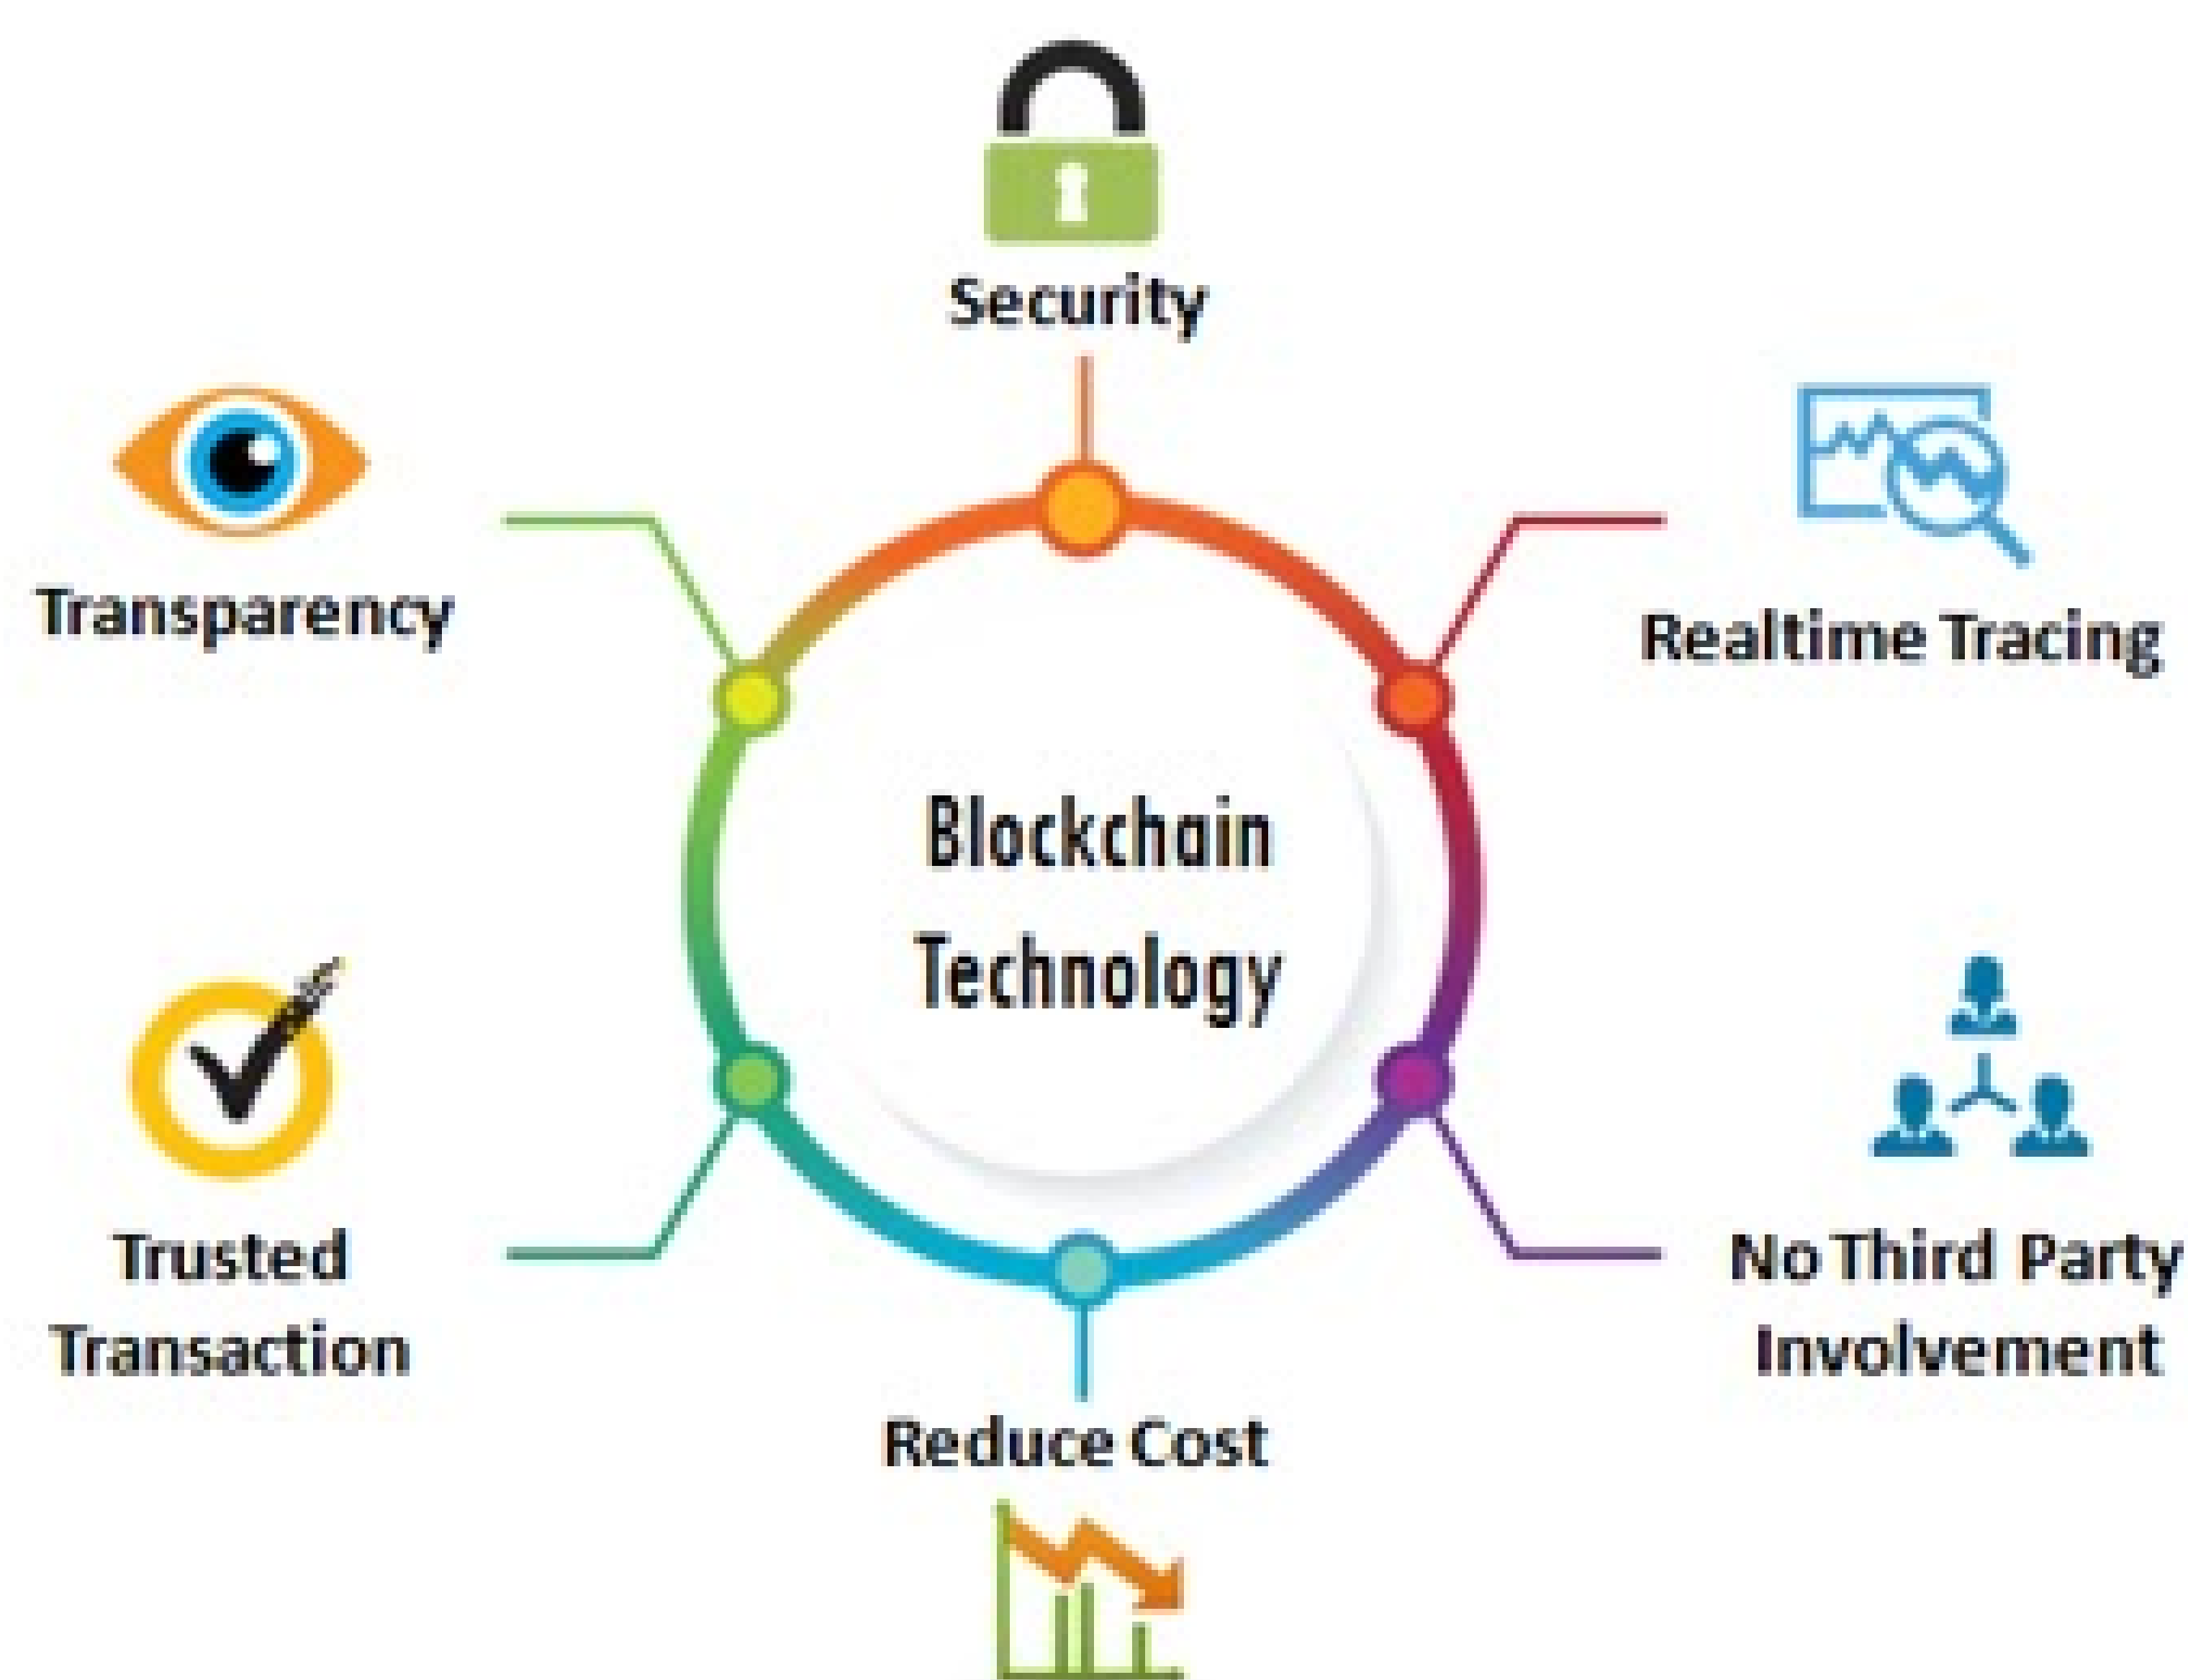 Security
Transparency
Realtime Tracing
Blockchain
Technology
Trusted
Transaction
No Third Party
Involvement
Reduce Cost